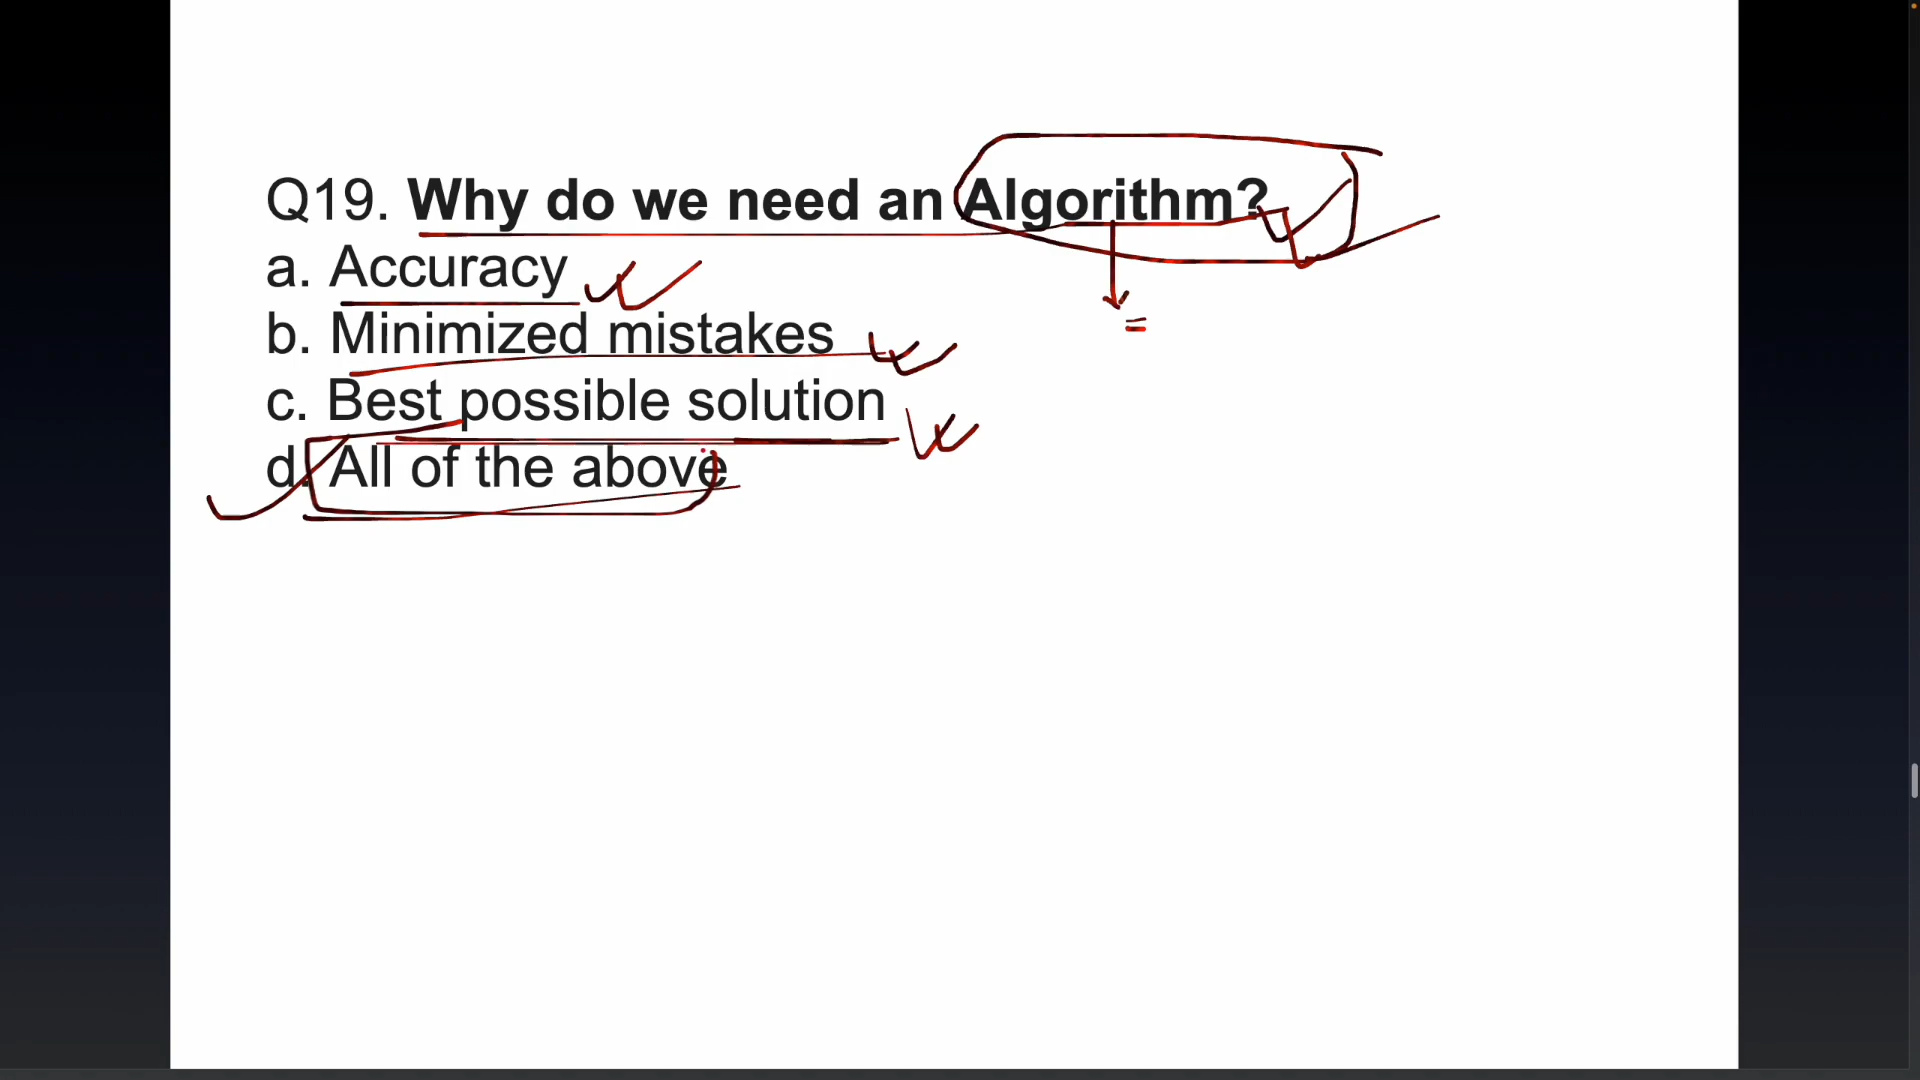 Q19. Why do we need an Algorithm?
a. Accuracy
b. Minimized mistakes
c. Best possible solution
d. All of the above